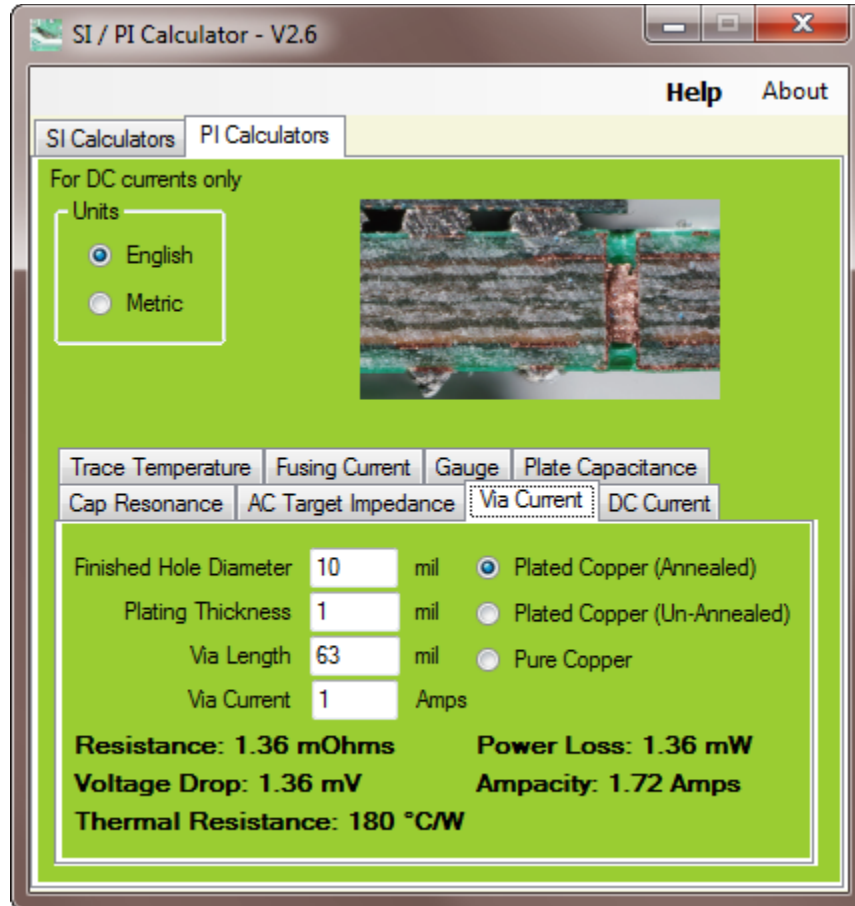 SI / PI Calculator - V2.6
Help About
SI Calculators PI Calculators
For DC currents only
Units
English
Metric
Trace Temperature Fusing Current Gauge Plate Capacitance
Cap Resonance AC Target Impedance Via Current DC Current
Finished Hole Diameter 10 mil Plated Copper (Annealed)
Plating Thickness 1 mil Plated Copper (Un-Annealed)
Via Length 63 mil Pure Copper
Via Current 1 Amps
Resistance: 1.36 mOhms Power Loss: 1.36 mW
Voltage Drop: 1.36 mV Ampacity: 1.72 Amps
Thermal Resistance: 180 °C/W